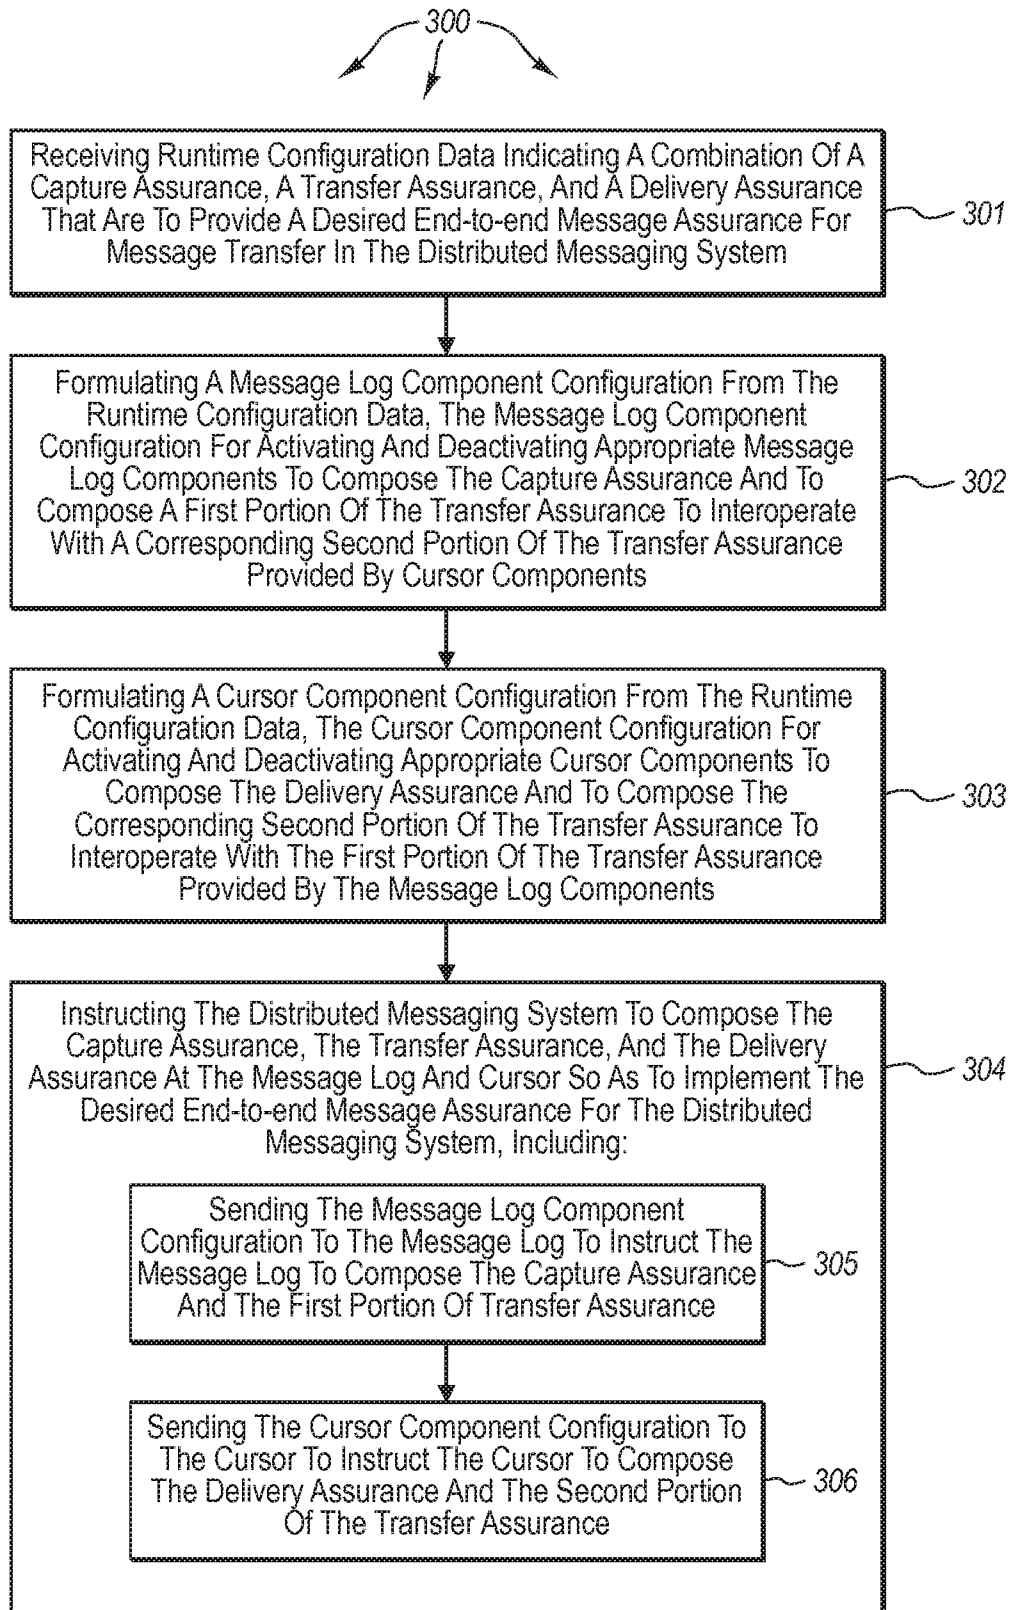 300
Receiving Runtime Configuration Data Indicating A Combination Of A
Capture Assurance, A Transfer Assurance, And A Delivery Assurance
That Are To Provide A Desired End-to-end Message Assurance For
Message Transfer In The Distributed Messaging System
301
Formulating A Message Log Component Configuration From The
Runtime Configuration Data, The Message Log Component
Configuration For Activating And Deactivating Appropriate Message
Log Components To Compose The Capture Assurance And To
Compose A First Portion Of The Transfer Assurance To Interoperate
With A Corresponding Second Portion Of The Transfer Assurance
Provided By Cursor Components
302
Formulating A Cursor Component Configuration From The Runtime
Configuration Data, The Cursor Component Configuration For
Activating And Deactivating Appropriate Cursor Components To
Compose The Delivery Assurance And To Compose The
Corresponding Second Portion Of The Transfer Assurance To
Interoperate With The First Portion Of The Transfer Assurance
Provided By The Message Log Components
303
Instructing The Distributed Messaging System To Compose The
Capture Assurance, The Transfer Assurance, And The Delivery
Assurance At The Message Log And Cursor So As To Implement The
Desired End-to-end Message Assurance For The Distributed
Messaging System, Including:
304
Sending The Message Log Component
Configuration To The Message Log To Instruct The
Message Log To Compose The Capture Assurance
And The First Portion Of Transfer Assurance
305
Sending The Cursor Component Configuration To
The Cursor To Instruct The Cursor To Compose
The Delivery Assurance And The Second Portion
Of The Transfer Assurance
306